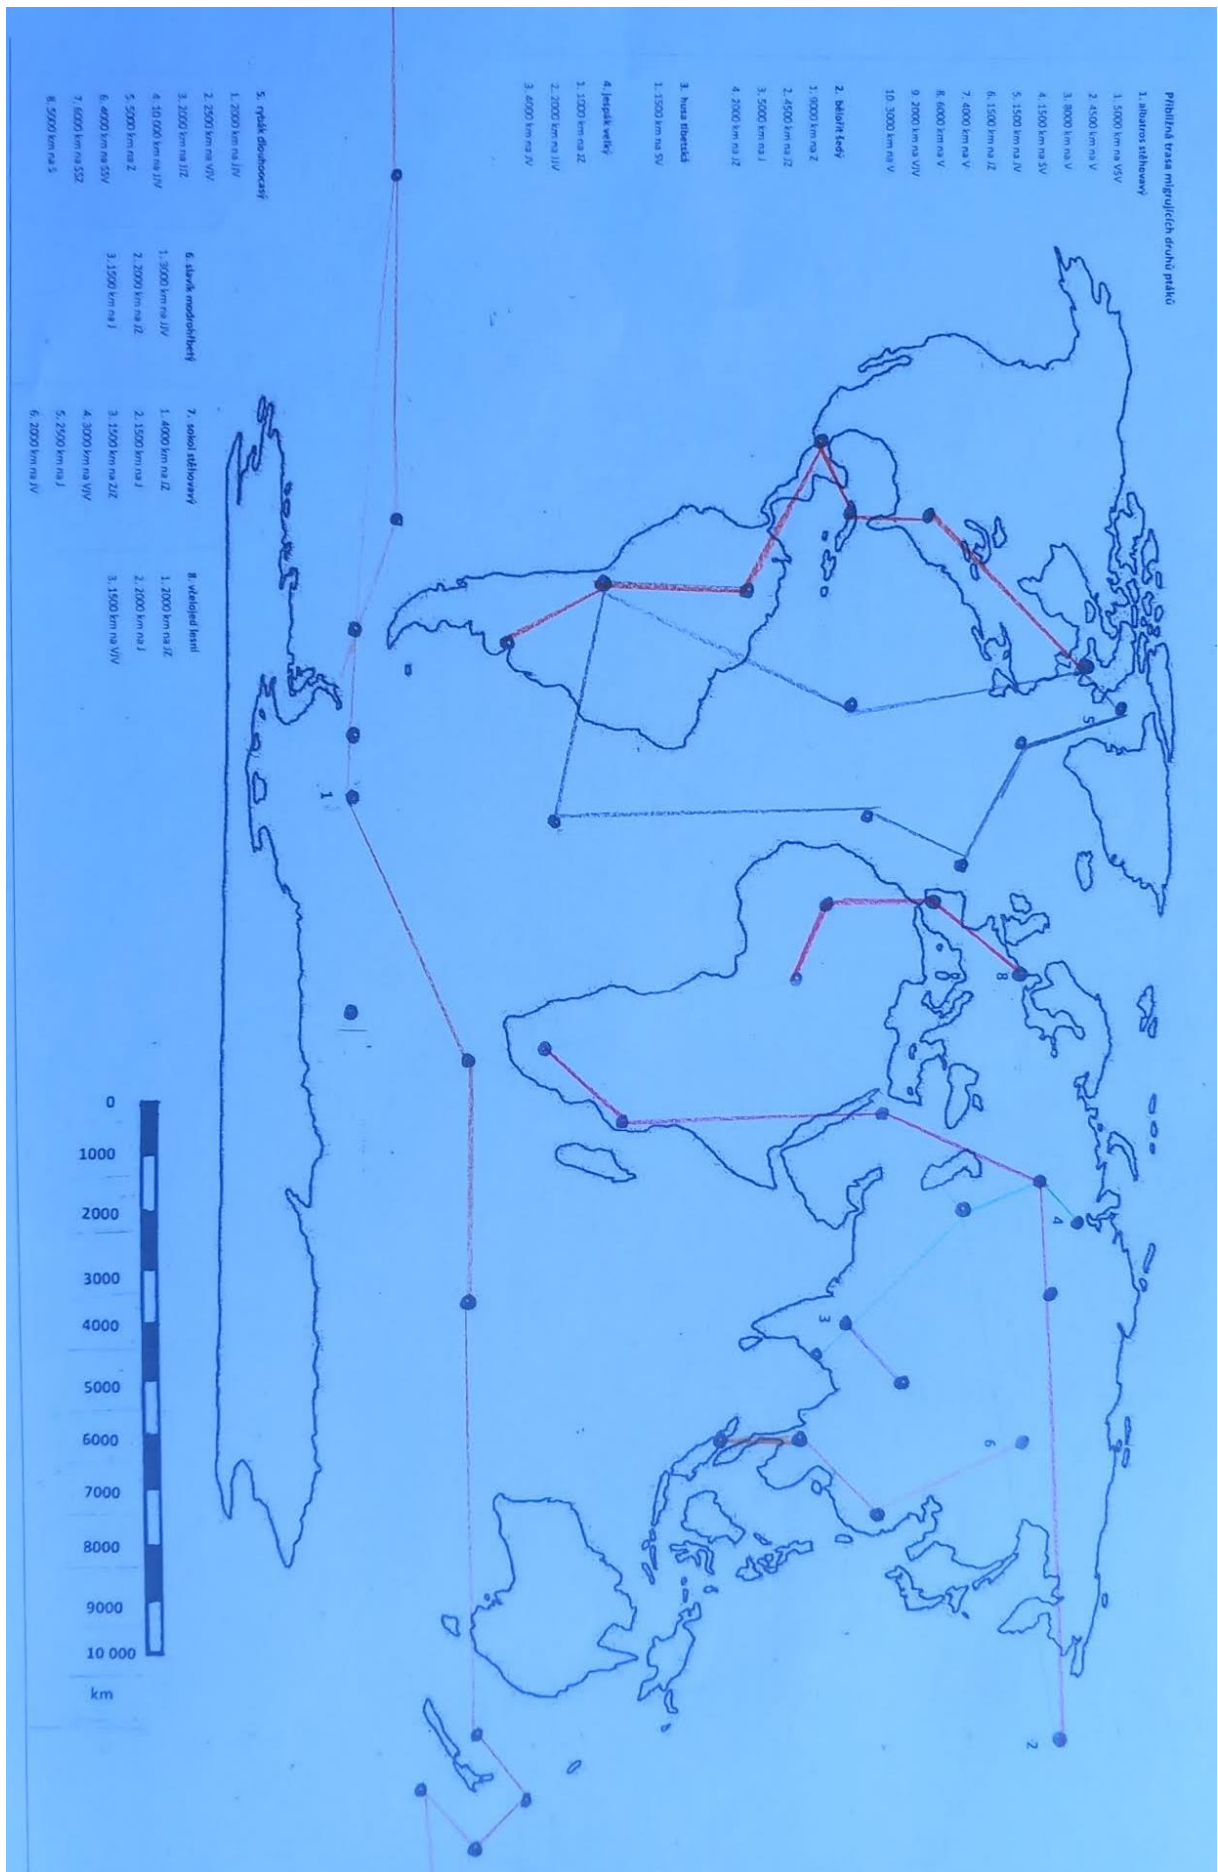 Přibližná trasa migrujících druhů ptáků
1. albatros stěhovavý
1. 5000 km na VSV
2. 4500 km na V
3. 8000 km na V
4. 1500 km na SV
5. 1500 km na JV
6. 1500 km na JZ
7. 4000 km na V
8. 6000 km na V
9. 2000 km na VJV
10. 3000 km na V
2. bělořit šedý
1. 9000 km na Z
2. 4500 km na JZ
3. 5000 km na J
4. 2000 km na JZ
3. husa tibetská
1. 1500 km na SV
4. jespák velký
1. 1000 km na JZ
2. 2000 km na JJV
3. 4000 km na JV
5. rybák dlouhoocasý
1. 2000 km na JJV
2. 2500 km na VJV
3. 2000 km na JJZ
4. 10 000 km na JJV
5. 5000 km na Z
6. 4000 km na SSV
7. 6000 km na SSZ
8. 5000 km na S
6. slavík modrohřbetý
1. 3000 km na JJV
2. 2000 km na JZ
3. 1500 km na J
7. sokol stěhovavý
1. 4000 km na JZ
2. 1500 km na J
3. 1500 km na ZJZ
4. 3000 km na VJV
5. 2500 km na J
6. 2000 km na JV
8. včelojed lesní
1. 2000 km na JZ
2. 2000 km na J
3. 1500 km na VJV
5
8
4
3
6
2
1
0
1000
2000
3000
4000
5000
6000
7000
8000
9000
10 000
km